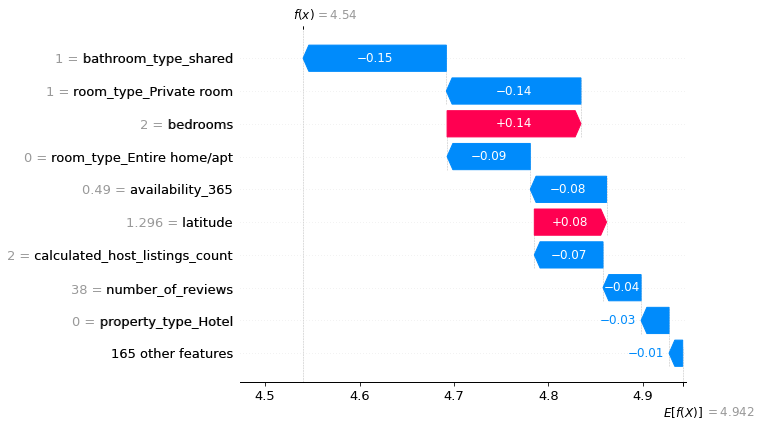 f(x) = 4.54
1 = bathroom_type_shared
−0.15
1 = room_type_Private room
−0.14
2 = bedrooms
+0.14
0 = room_type_Entire home/apt
−0.09
0.49 = availability_365
−0.08
1.296 = latitude
+0.08
2 = calculated_host_listings_count
−0.07
38 = number_of_reviews
−0.04
0 = property_type_Hotel
−0.03
165 other features
−0.01
4.5 4.6 4.7 4.8 4.9
E[f(X)] = 4.942